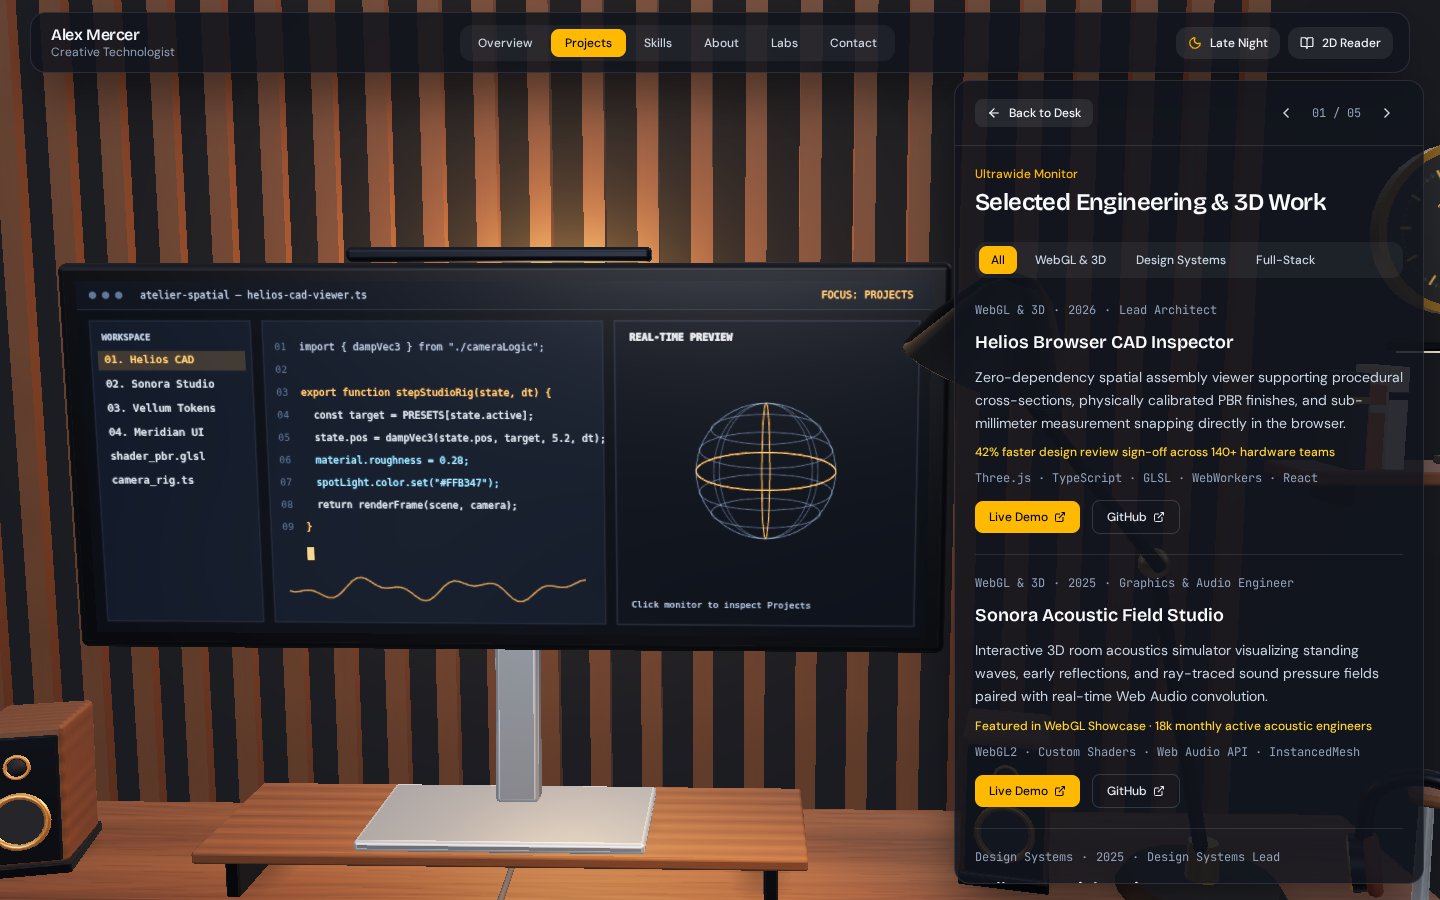 Alex Mercer
Creative Technologist
Overview
Projects
Skills
About
Labs
Contact
Late Night
2D Reader
atelier-spatial — helios-cad-viewer.ts
FOCUS: PROJECTS
WORKSPACE
01. Helios CAD
02. Sonora Studio
03. Vellum Tokens
04. Meridian UI
shader_pbr.glsl
camera_rig.ts
01 import { dampVec3 } from "./cameraLogic";
02
03 export function stepStudioRig(state, dt) {
04 const target = PRESETS[state.active];
05 state.pos = dampVec3(state.pos, target, 5.2, dt);
06 material.roughness = 0.28;
07 spotLight.color.set("#FFB347");
08 return renderFrame(scene, camera);
09 }
REAL-TIME PREVIEW
Click monitor to inspect Projects
Back to Desk
01 / 05
Ultrawide Monitor
Selected Engineering & 3D Work
All
WebGL & 3D
Design Systems
Full-Stack
WebGL & 3D · 2026 · Lead Architect
Helios Browser CAD Inspector
Zero-dependency spatial assembly viewer supporting procedural
cross-sections, physically calibrated PBR finishes, and sub-
millimeter measurement snapping directly in the browser.
42% faster design review sign-off across 140+ hardware teams
Three.js · TypeScript · GLSL · WebWorkers · React
Live Demo
GitHub
WebGL & 3D · 2025 · Graphics & Audio Engineer
Sonora Acoustic Field Studio
Interactive 3D room acoustics simulator visualizing standing
waves, early reflections, and ray-traced sound pressure fields
paired with real-time Web Audio convolution.
Featured in WebGL Showcase · 18k monthly active acoustic engineers
WebGL2 · Custom Shaders · Web Audio API · InstancedMesh
Live Demo
GitHub
Design Systems · 2025 · Design Systems Lead